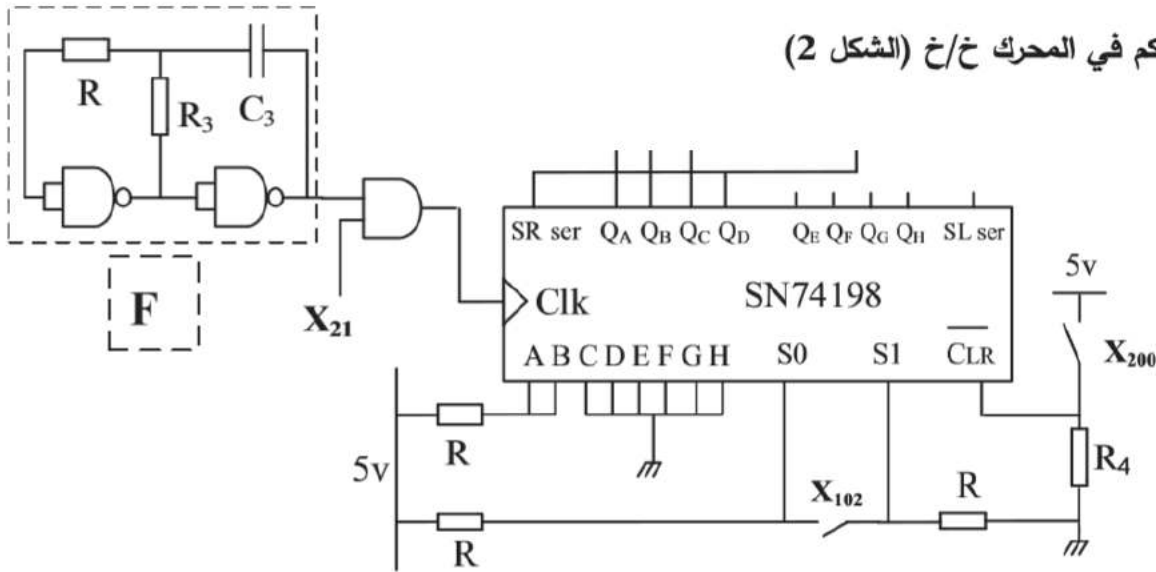 كم في المحرك خ/خ (الشكل 2)
R
R3
C3
SR ser QA QB QC QD QE QF QG QH SL ser
5v
F
X21
Clk
SN74198
A B C D E F G H S0 S1 CLR
X200
R
5v
X102
R
R4
R